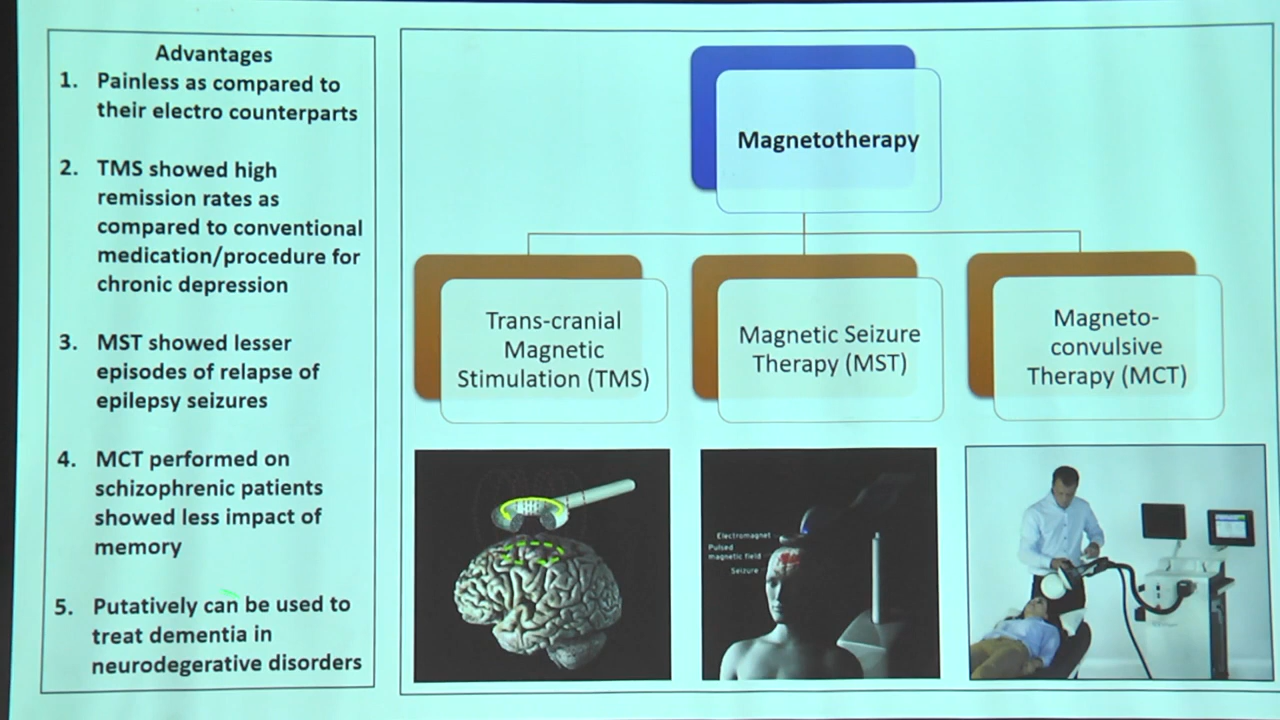 Advantages
1. Painless as compared to
their electro counterparts
2. TMS showed high
remission rates as
compared to conventional
medication/procedure for
chronic depression
3. MST showed lesser
episodes of relapse of
epilepsy seizures
4. MCT performed on
schizophrenic patients
showed less impact of
memory
5. Putatively can be used to
treat dementia in
neurodegerative disorders
Magnetotherapy
Trans-cranial
Magnetic
Stimulation (TMS)
Magnetic Seizure
Therapy (MST)
Magneto-
convulsive
Therapy (MCT)
Electromagnet
Pulsed
magnetic field
Seizure